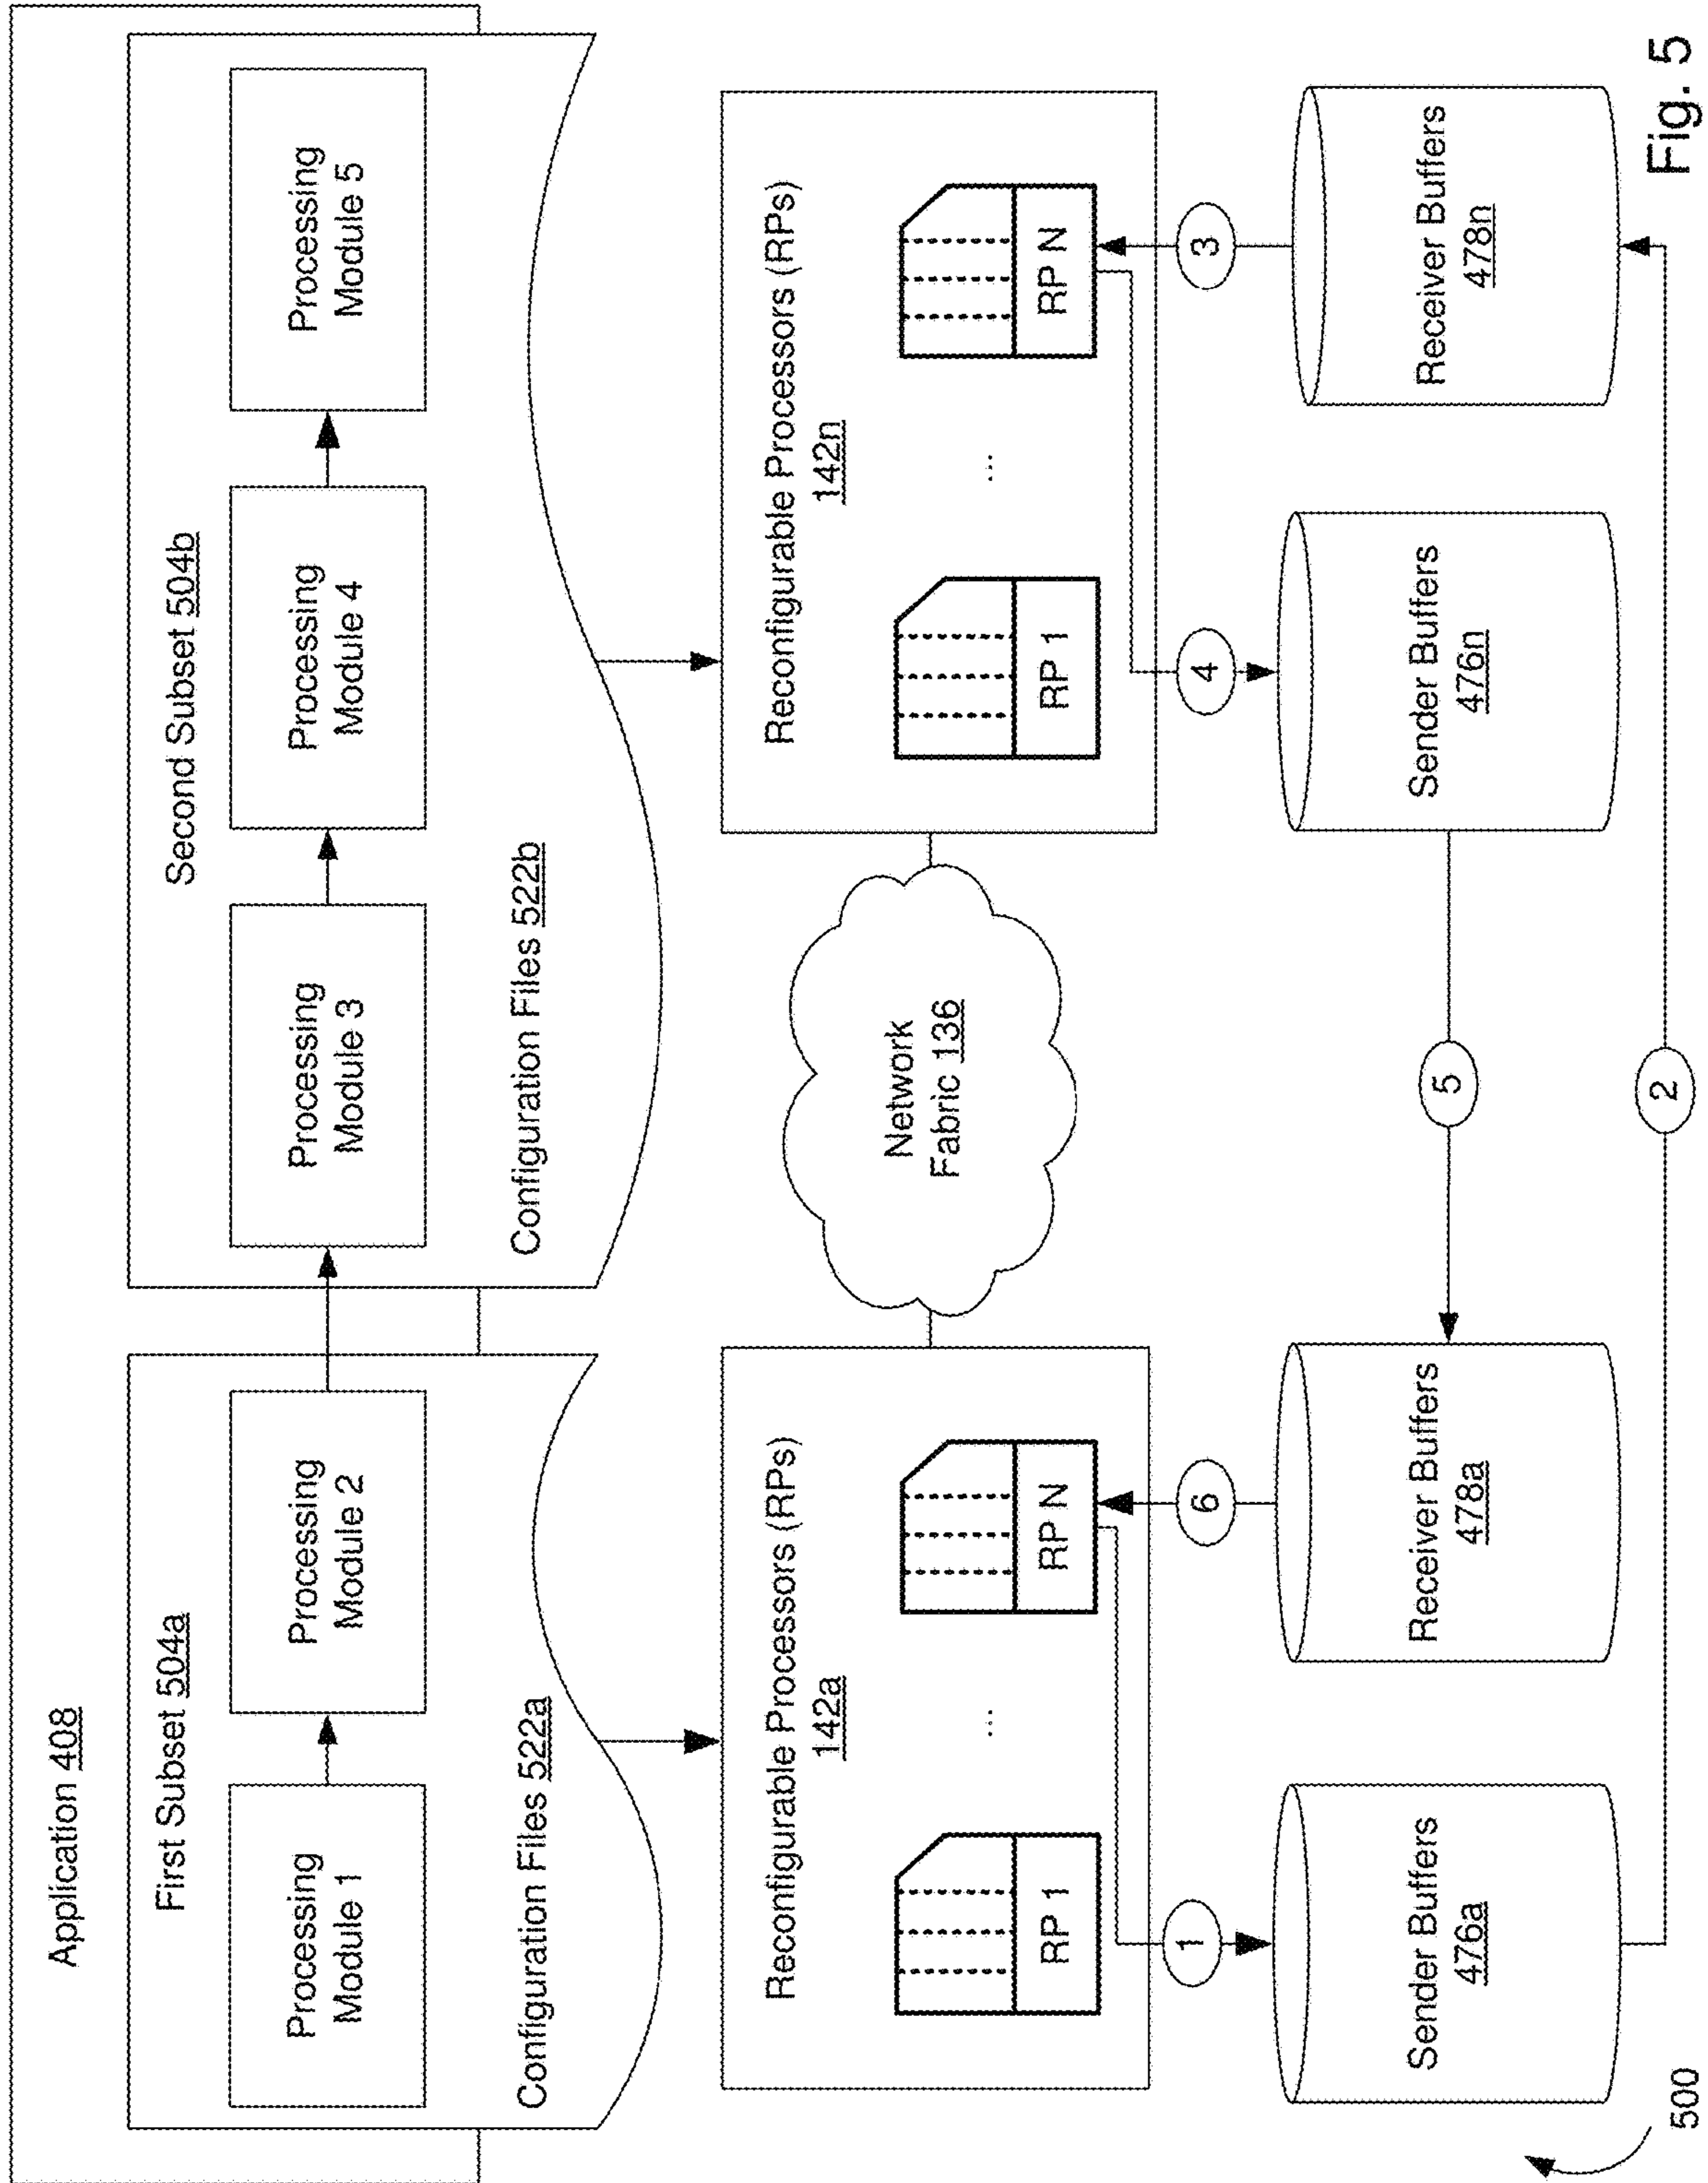 Application 408
First Subset 504a
Processing
Module 1
Processing
Module 2
Configuration Files 522a
Second Subset 504b
Processing
Module 3
Processing
Module 4
Processing
Module 5
Configuration Files 522b
Reconfigurable Processors (RPs)
142a
RP 1
...
RP N
Network
Fabric 136
Reconfigurable Processors (RPs)
142n
RP 1
...
RP N
1
6
4
3
Sender Buffers
476a
Receiver Buffers
478a
5
Sender Buffers
476n
Receiver Buffers
478n
2
500
Fig. 5